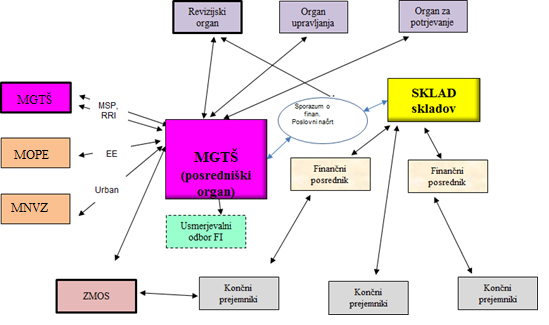 Revizijski
organ
Organ
upravljanja
Organ za
potrjevanje
MGTŠ
MSP,
RRI
Sporazum o
finan.
Poslovni načrt
SKLAD
skladov
MOPE
EE
MGTŠ
(posredniški
organ)
Finančni
posrednik
Finančni
posrednik
MNVZ
Urban
Usmerjevalni
odbor FI
ZMOS
Končni
prejemniki
Končni
prejemniki
Končni
prejemniki